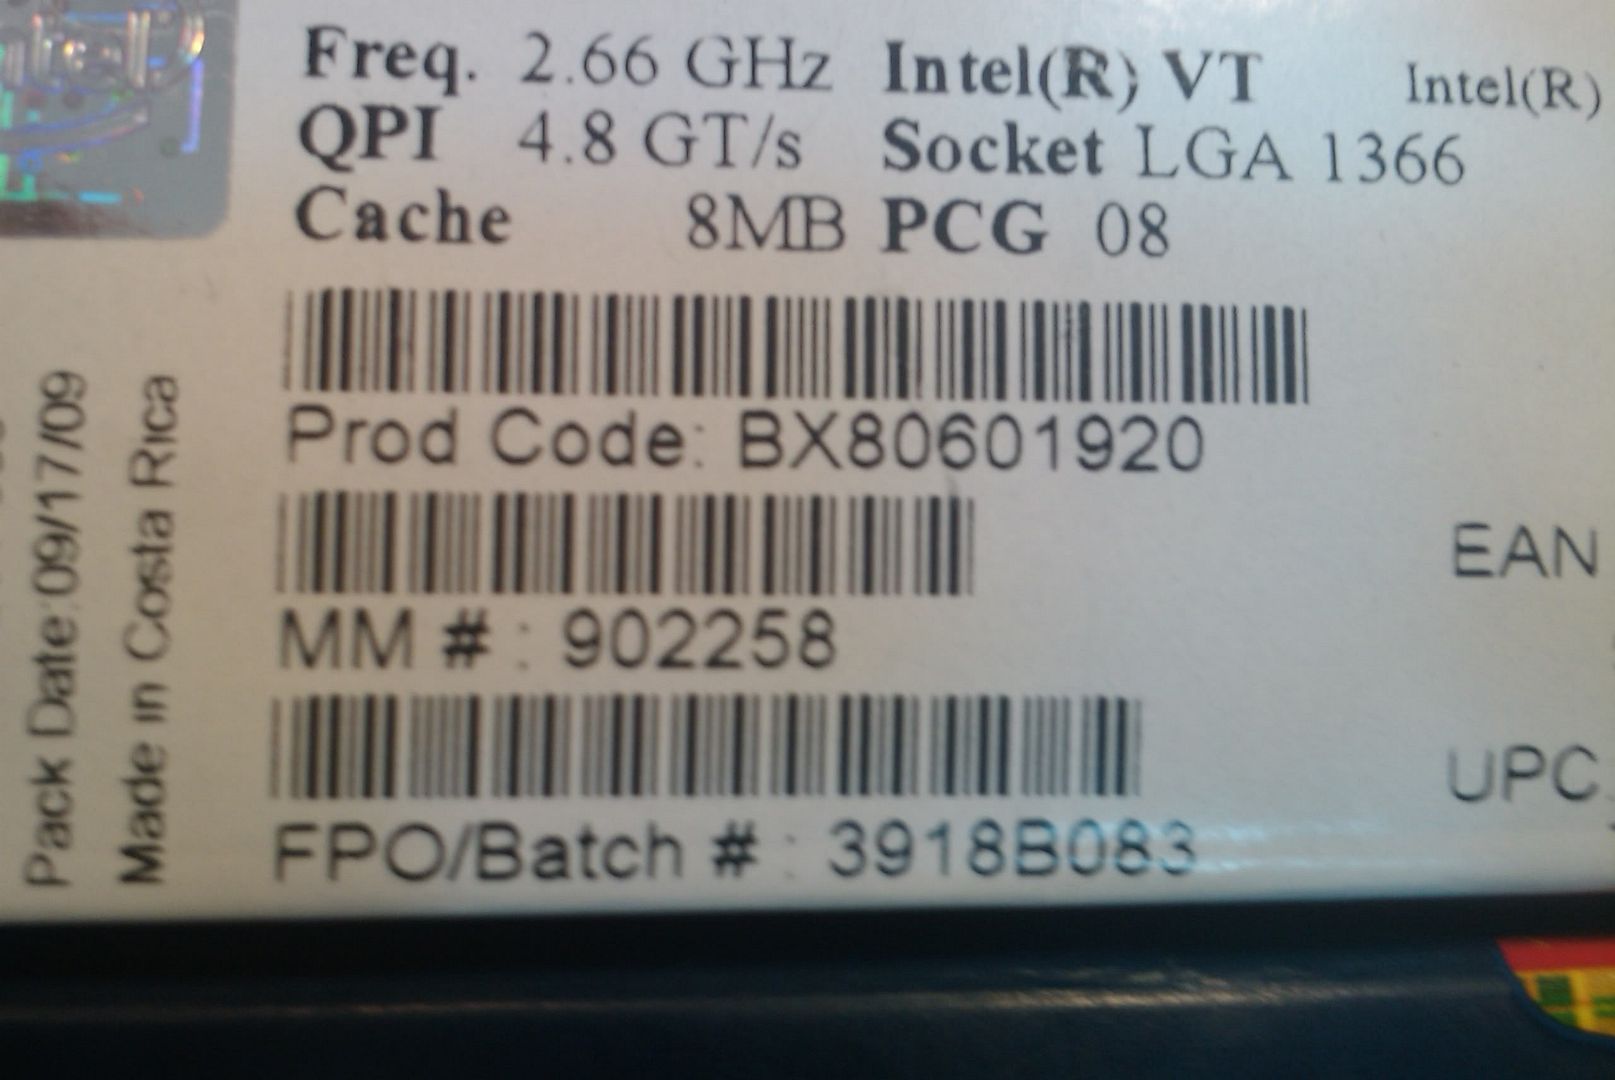 Freq. 2.66 GHz Intel(R) VT Intel(R)
QPI 4.8 GT/s Socket LGA 1366
Cache 8MB PCG 08
Prod Code: BX80601920
EAN
MM # : 902258
UPC
FPO/Batch # : 3918B083
Pack Date:09/17/09
Made in Costa Rica